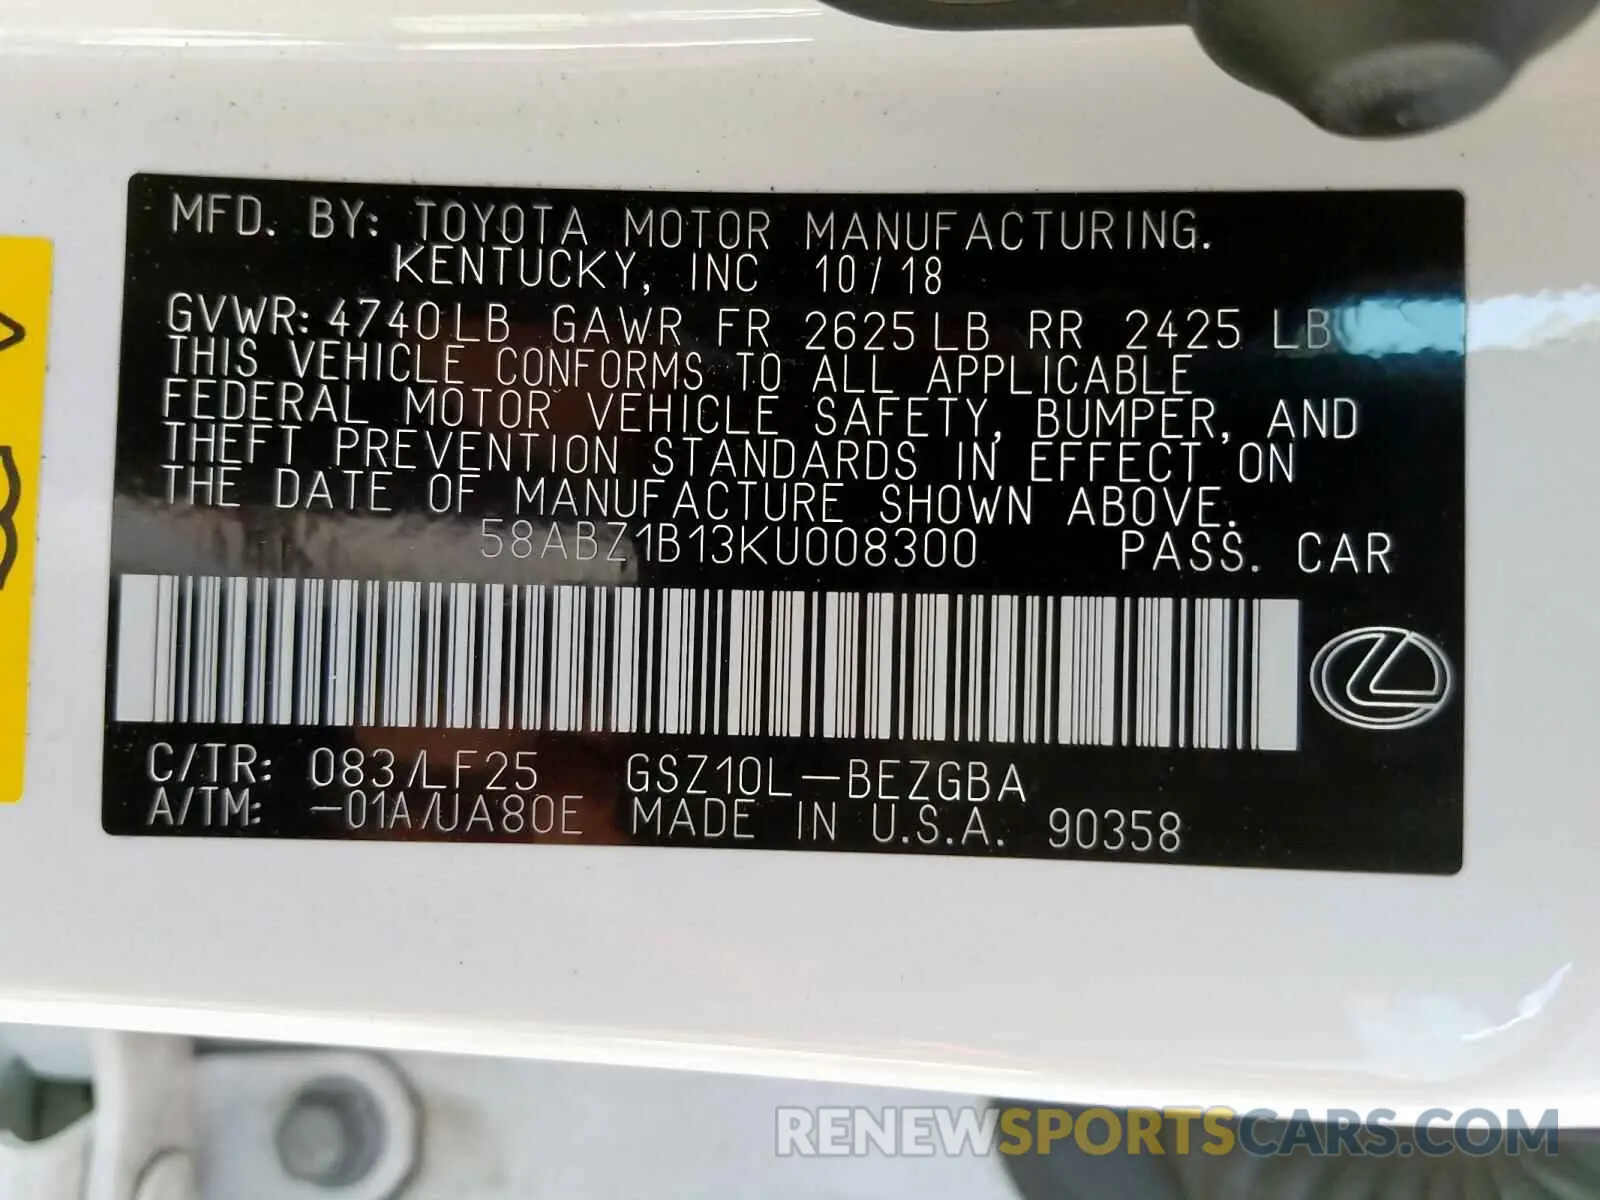 MFD. BY: TOYOTA MOTOR MANUFACTURING.
KENTUCKY, INC 10/18
GVWR: 4740LB GAWR FR 2625LB RR 2425 LB
THIS VEHICLE CONFORMS TO ALL APPLICABLE
FEDERAL MOTOR VEHICLE SAFETY, BUMPER, AND
THEFT PREVENTION STANDARDS IN EFFECT ON
THE DATE OF MANUFACTURE SHOWN ABOVE.
58ABZ1B13KU008300 PASS. CAR
C/TR: 083/LF25 GSZ10L-BEZGBA
A/TM: -01A/UA80E MADE IN U.S.A. 90358
RENEWSPORTSCARS.COM